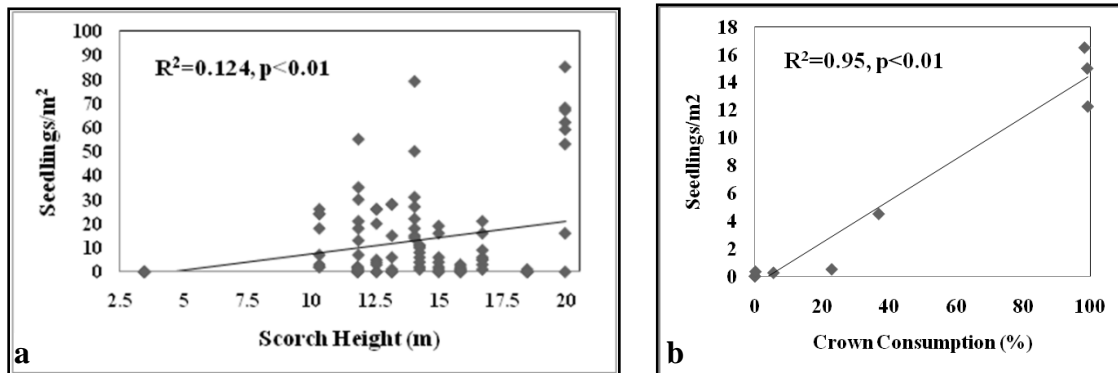 100
90
80
70
60
50
40
30
20
10
0
Seedlings/m²
R²=0.124, p<0.01
2.5 5 7.5 10 12.5 15 17.5 20
Scorch Height (m)
a
18
16
14
12
10
8
6
4
2
0
Seedlings/m2
R²=0.95, p<0.01
0 20 40 60 80 100
Crown Consumption (%)
b